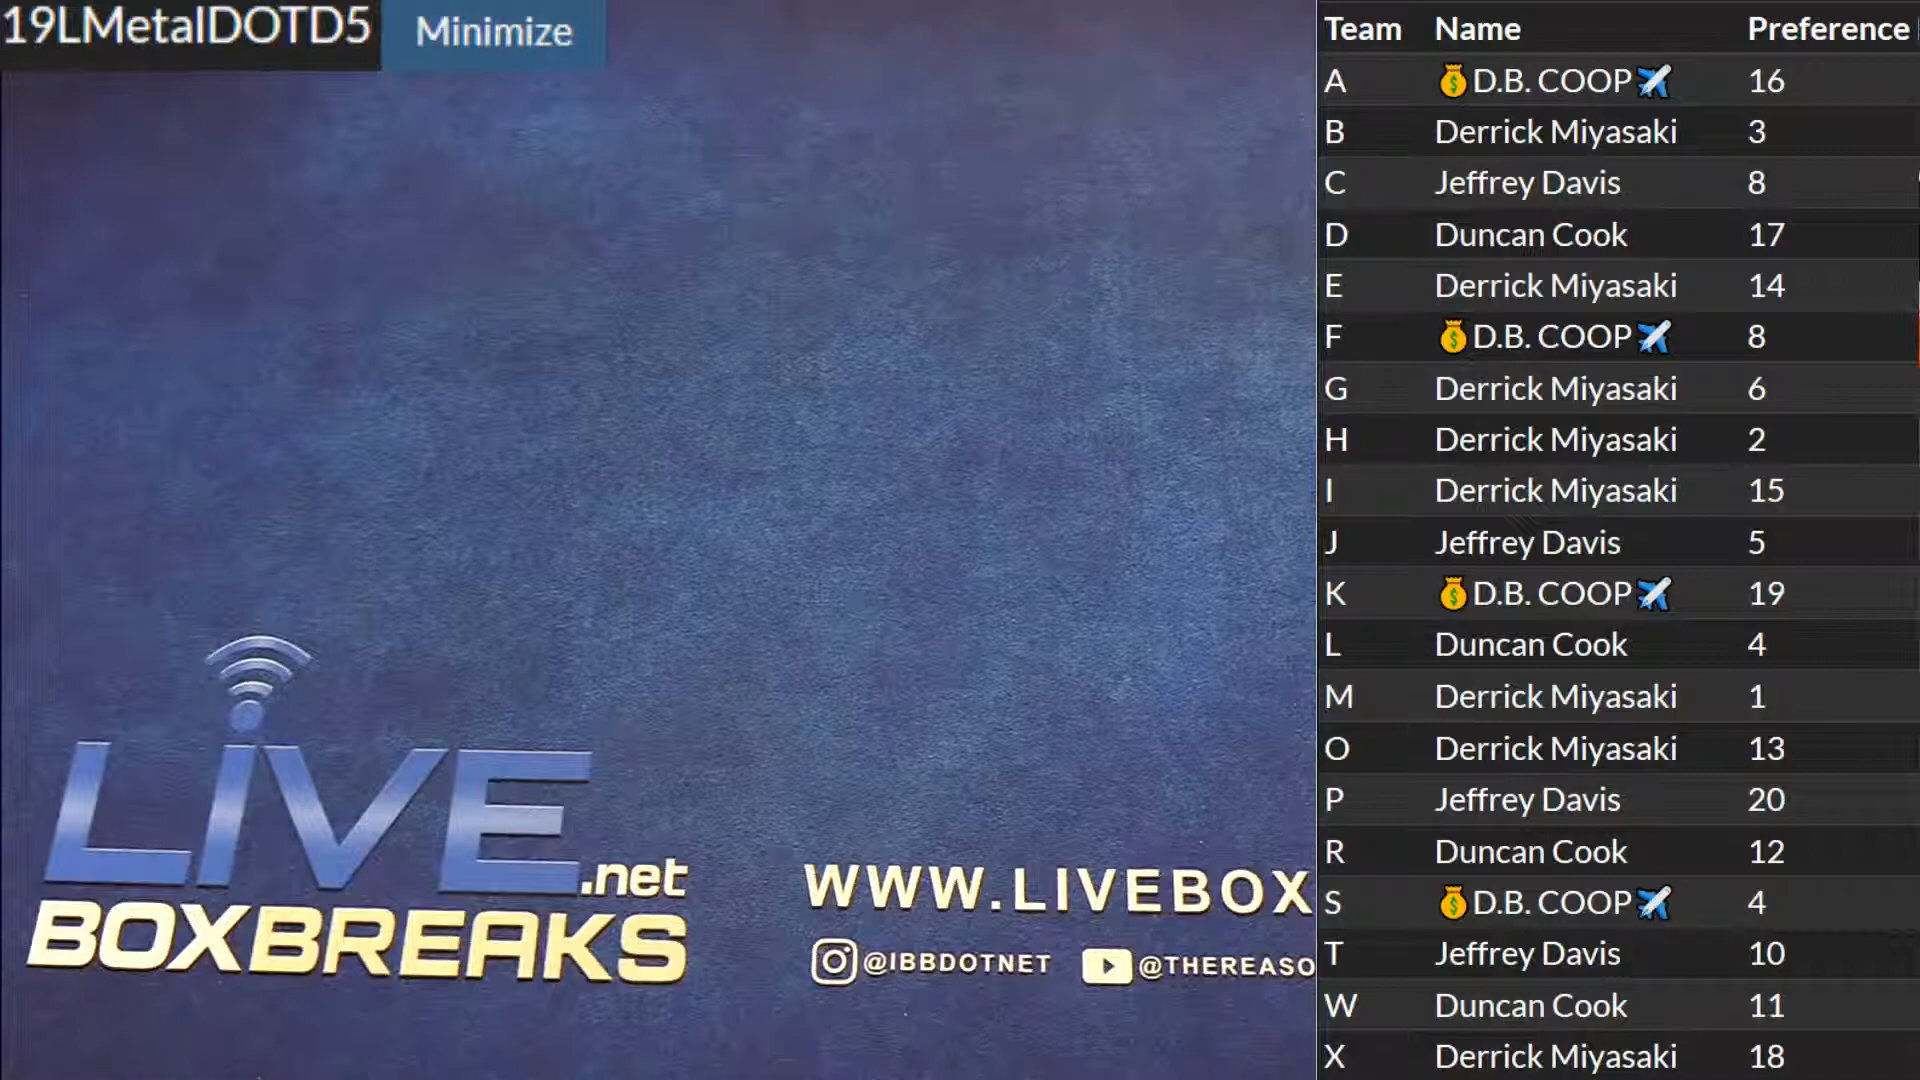 19LMetalDOTD5
Minimize
Team Name Preference
A 💰D.B. COOP✈️ 16
B Derrick Miyasaki 3
C Jeffrey Davis 8
D Duncan Cook 17
E Derrick Miyasaki 14
F 💰D.B. COOP✈️ 8
G Derrick Miyasaki 6
H Derrick Miyasaki 2
I Derrick Miyasaki 15
J Jeffrey Davis 5
K 💰D.B. COOP✈️ 19
L Duncan Cook 4
M Derrick Miyasaki 1
O Derrick Miyasaki 13
P Jeffrey Davis 20
R Duncan Cook 12
S 💰D.B. COOP✈️ 4
T Jeffrey Davis 10
W Duncan Cook 11
X Derrick Miyasaki 18
LIVE.net
BOXBREAKS
WWW.LIVEBOX
@IBBDOTNET @THEREASO